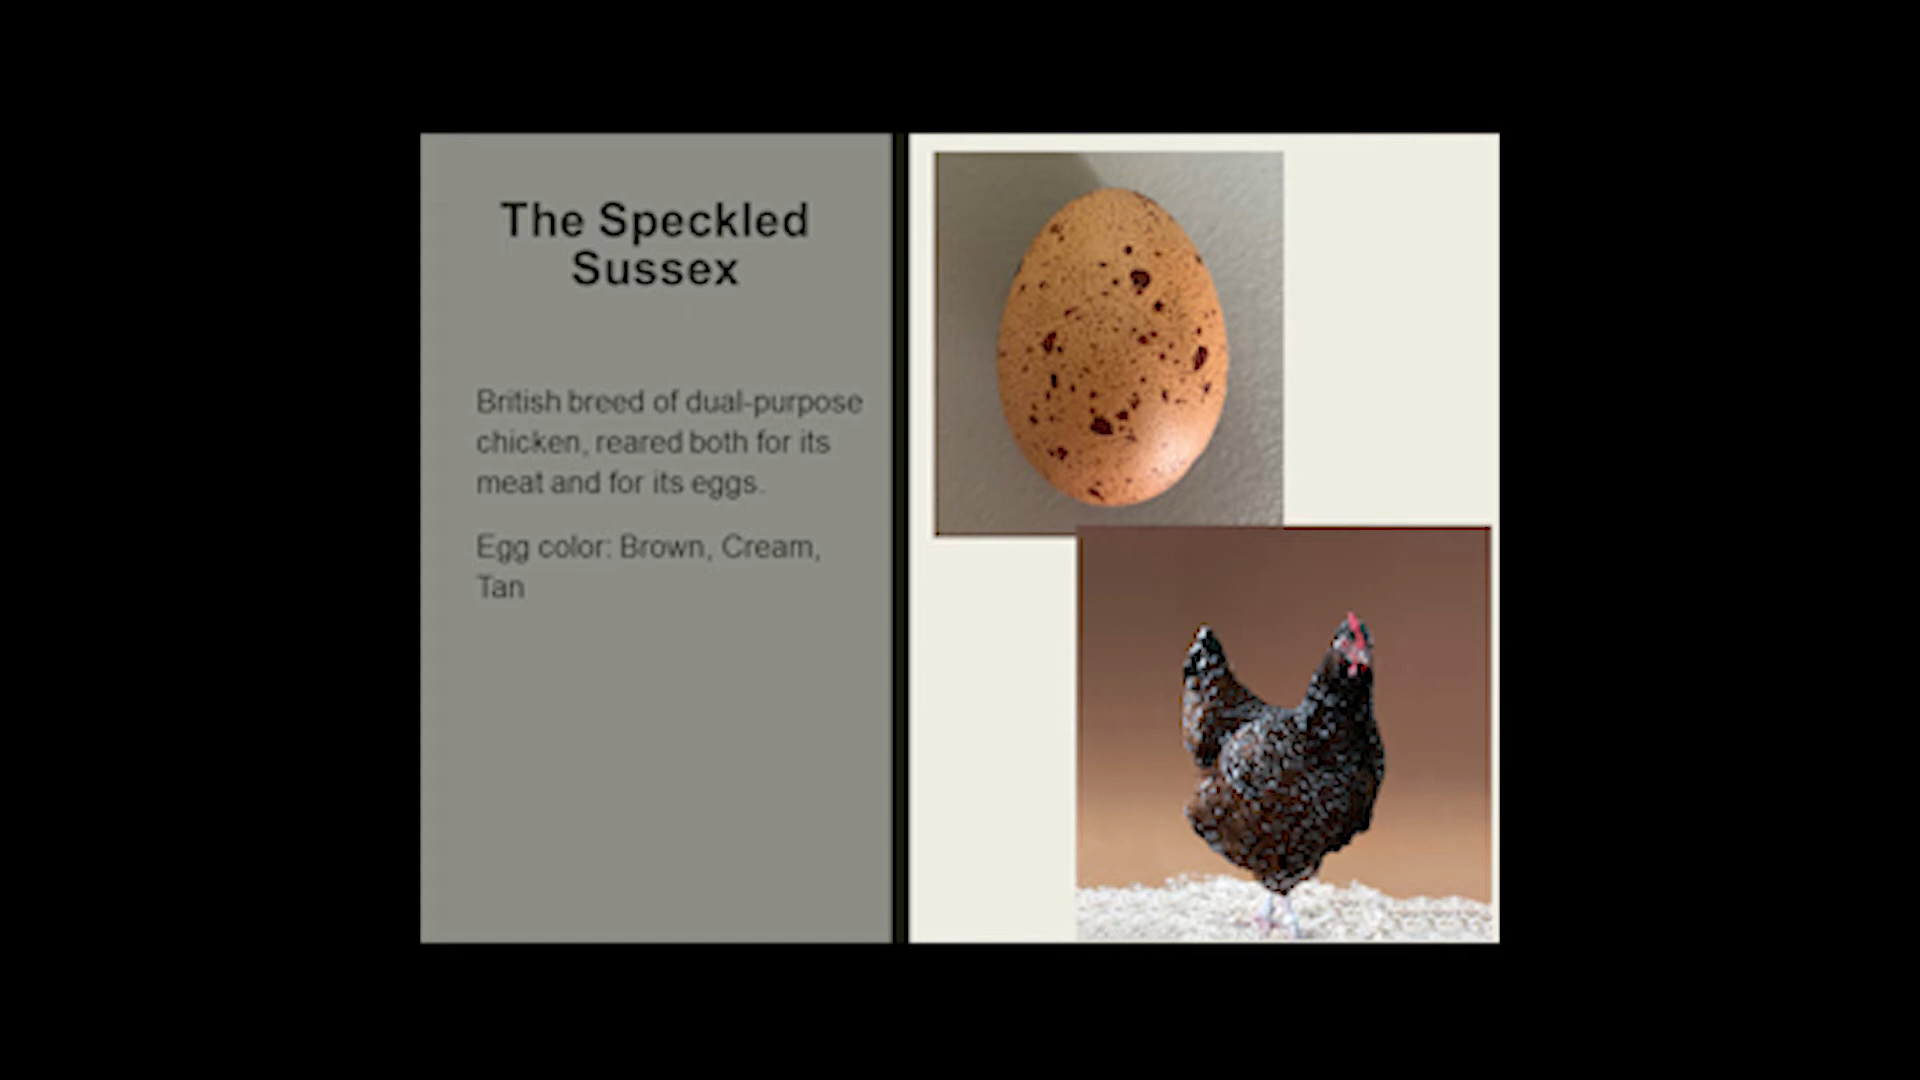 The Speckled
Sussex
British breed of dual-purpose
chicken, reared both for its
meat and for its eggs.
Egg color: Brown, Cream,
Tan